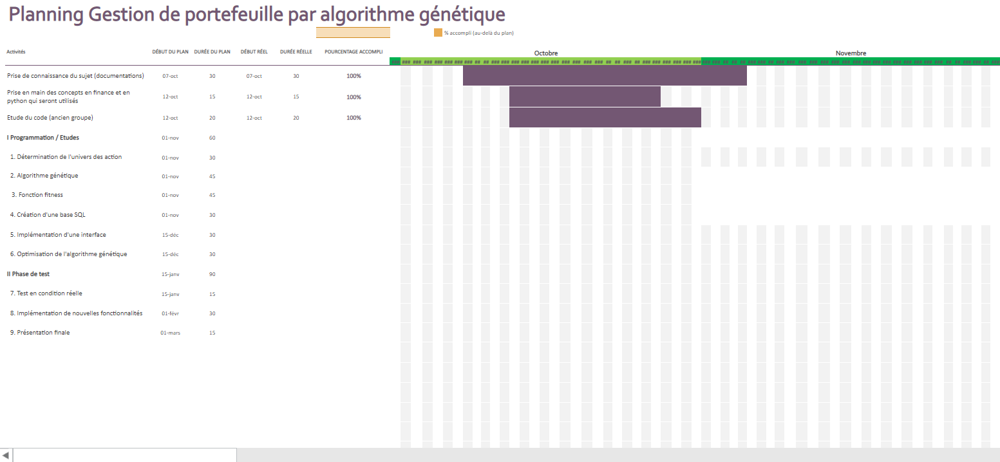 Planning Gestion de portefeuille par algorithme génétique
% accompli (au-delà du plan)
Activités DÉBUT DU PLAN DURÉE DU PLAN DÉBUT RÉEL DURÉE RÉELLE POURCENTAGE ACCOMPLI
Octobre Novembre
Prise de connaissance du sujet (documentations) 07-oct 30 07-oct 30 100%
Prise en main des concepts en finance et en
python qui seront utilisés 12-oct 15 12-oct 15 100%
Etude du code (ancien groupe) 12-oct 20 12-oct 20 100%
I Programmation / Etudes 01-nov 60
1. Détermination de l'univers des action 01-nov 30
2. Algorithme génétique 01-nov 45
3. Fonction fitness 01-nov 45
4. Création d'une base SQL 01-nov 30
5. Implémentation d'une interface 15-déc 30
6. Optimisation de l'algorithme génétique 15-déc 30
II Phase de test 15-janv 90
7. Test en condition réelle 15-janv 15
8. Implémentation de nouvelles fonctionnalités 01-févr 30
9. Présentation finale 01-mars 15